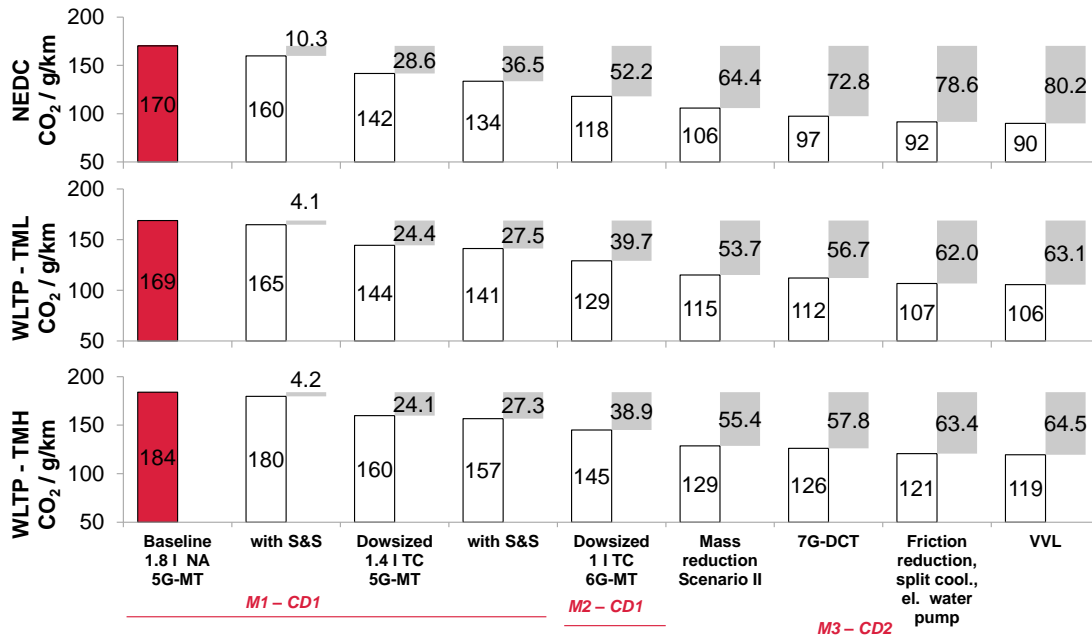 NEDC
CO₂ / g/km
200
150
100
50
170
160
10.3
142
28.6
134
36.5
118
52.2
106
64.4
97
72.8
92
78.6
90
80.2
WLTP - TML
CO₂ / g/km
200
150
100
50
169
165
4.1
144
24.4
141
27.5
129
39.7
115
53.7
112
56.7
107
62.0
106
63.1
WLTP - TMH
CO₂ / g/km
200
150
100
50
184
180
4.2
160
24.1
157
27.3
145
38.9
129
55.4
126
57.8
121
63.4
119
64.5
Baseline
1.8 l NA
5G-MT
with S&S
Dowsized
1.4 l TC
5G-MT
with S&S
Dowsized
1 l TC
6G-MT
Mass
reduction
Scenario II
7G-DCT
Friction
reduction,
split cool.,
el. water
pump
VVL
M1 – CD1
M2 – CD1
M3 – CD2